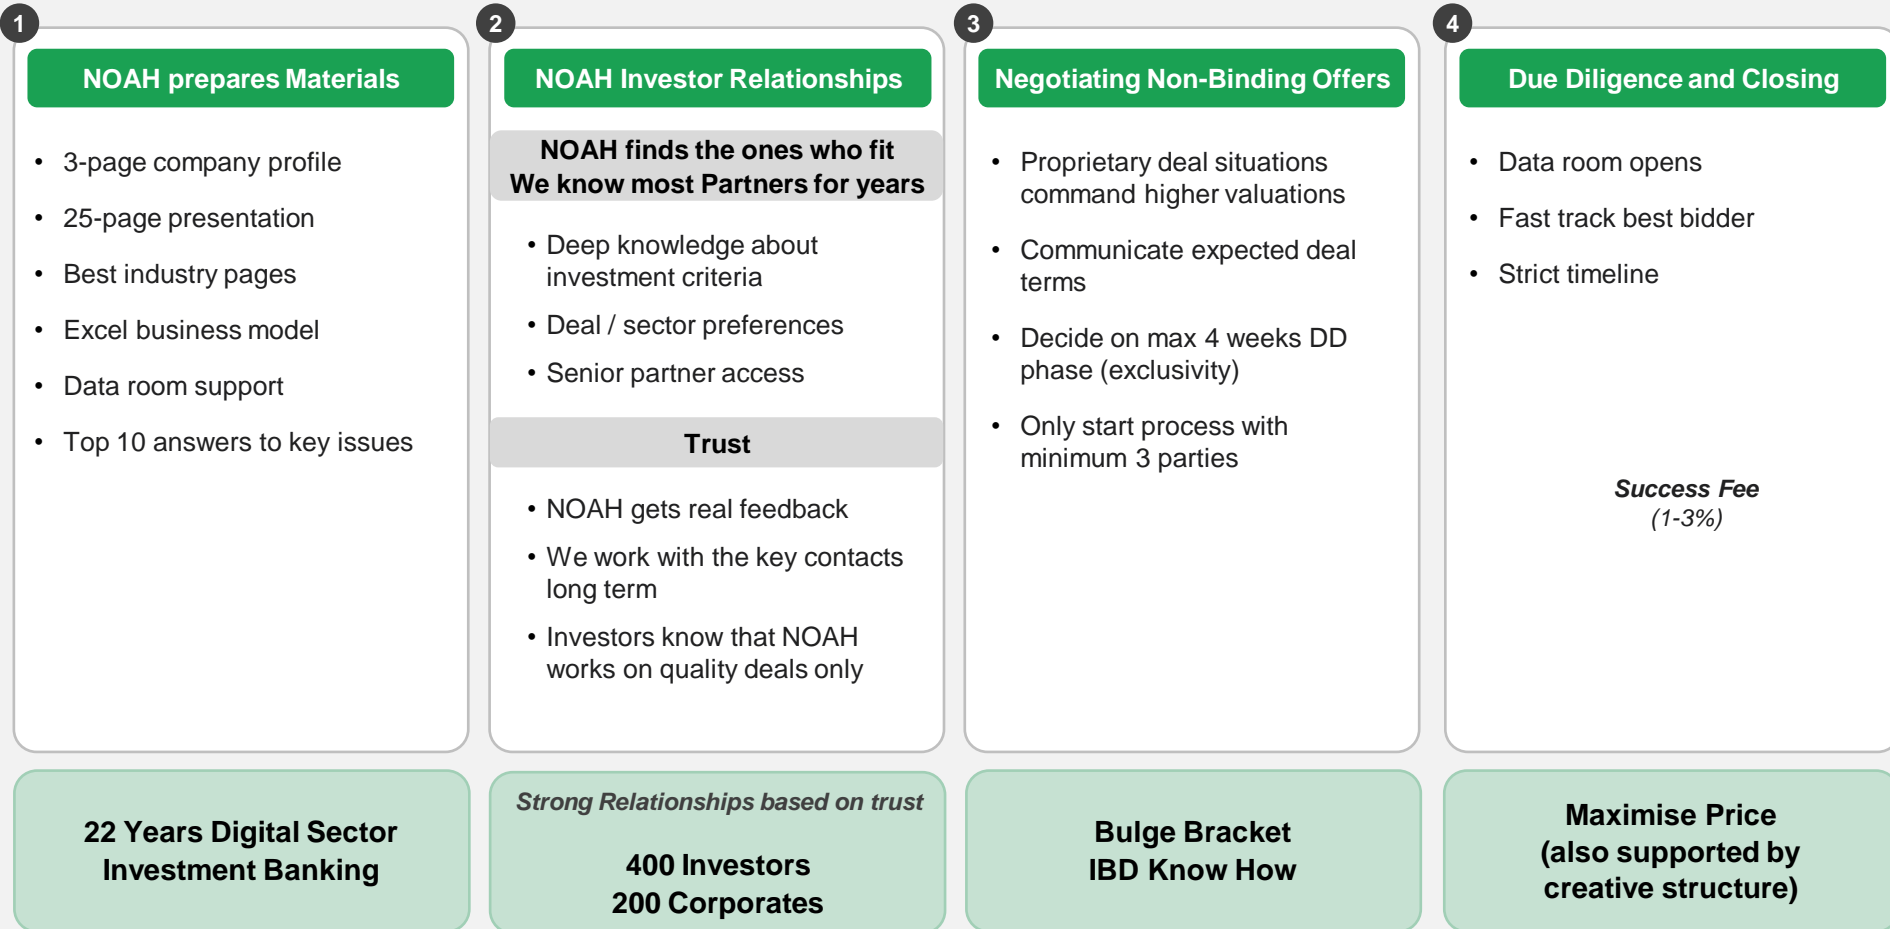 1
NOAH prepares Materials
• 3-page company profile
• 25-page presentation
• Best industry pages
• Excel business model
• Data room support
• Top 10 answers to key issues
22 Years Digital Sector
Investment Banking
2
NOAH Investor Relationships
NOAH finds the ones who fit
We know most Partners for years
• Deep knowledge about
investment criteria
• Deal / sector preferences
• Senior partner access
Trust
• NOAH gets real feedback
• We work with the key contacts
long term
• Investors know that NOAH
works on quality deals only
Strong Relationships based on trust
400 Investors
200 Corporates
3
Negotiating Non-Binding Offers
• Proprietary deal situations
command higher valuations
• Communicate expected deal
terms
• Decide on max 4 weeks DD
phase (exclusivity)
• Only start process with
minimum 3 parties
Bulge Bracket
IBD Know How
4
Due Diligence and Closing
• Data room opens
• Fast track best bidder
• Strict timeline
Success Fee
(1-3%)
Maximise Price
(also supported by
creative structure)